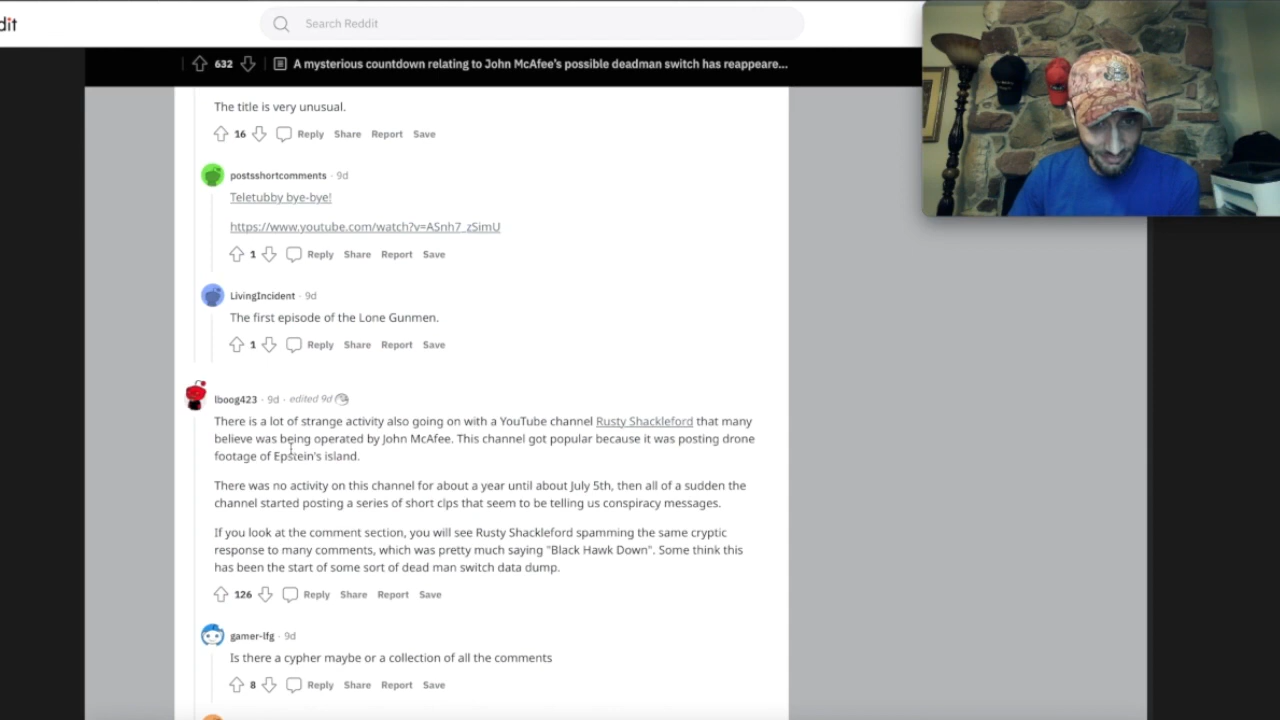 dit
Search Reddit
632 A mysterious countdown relating to John McAfee's possible deadman switch has reappeare...
The title is very unusual.
16 Reply Share Report Save
postsshortcomments · 9d
Teletubby bye-bye!
https://www.youtube.com/watch?v=ASnh7_zSimU
1 Reply Share Report Save
LivingIncident · 9d
The first episode of the Lone Gunmen.
1 Reply Share Report Save
lboog423 · 9d · edited 9d
There is a lot of strange activity also going on with a YouTube channel Rusty Shackleford that many
believe was being operated by John McAfee. This channel got popular because it was posting drone
footage of Epstein's island.
There was no activity on this channel for about a year until about July 5th, then all of a sudden the
channel started posting a series of short clps that seem to be telling us conspiracy messages.
If you look at the comment section, you will see Rusty Shackleford spamming the same cryptic
response to many comments, which was pretty much saying "Black Hawk Down". Some think this
has been the start of some sort of dead man switch data dump.
126 Reply Share Report Save
gamer-lfg · 9d
Is there a cypher maybe or a collection of all the comments
8 Reply Share Report Save